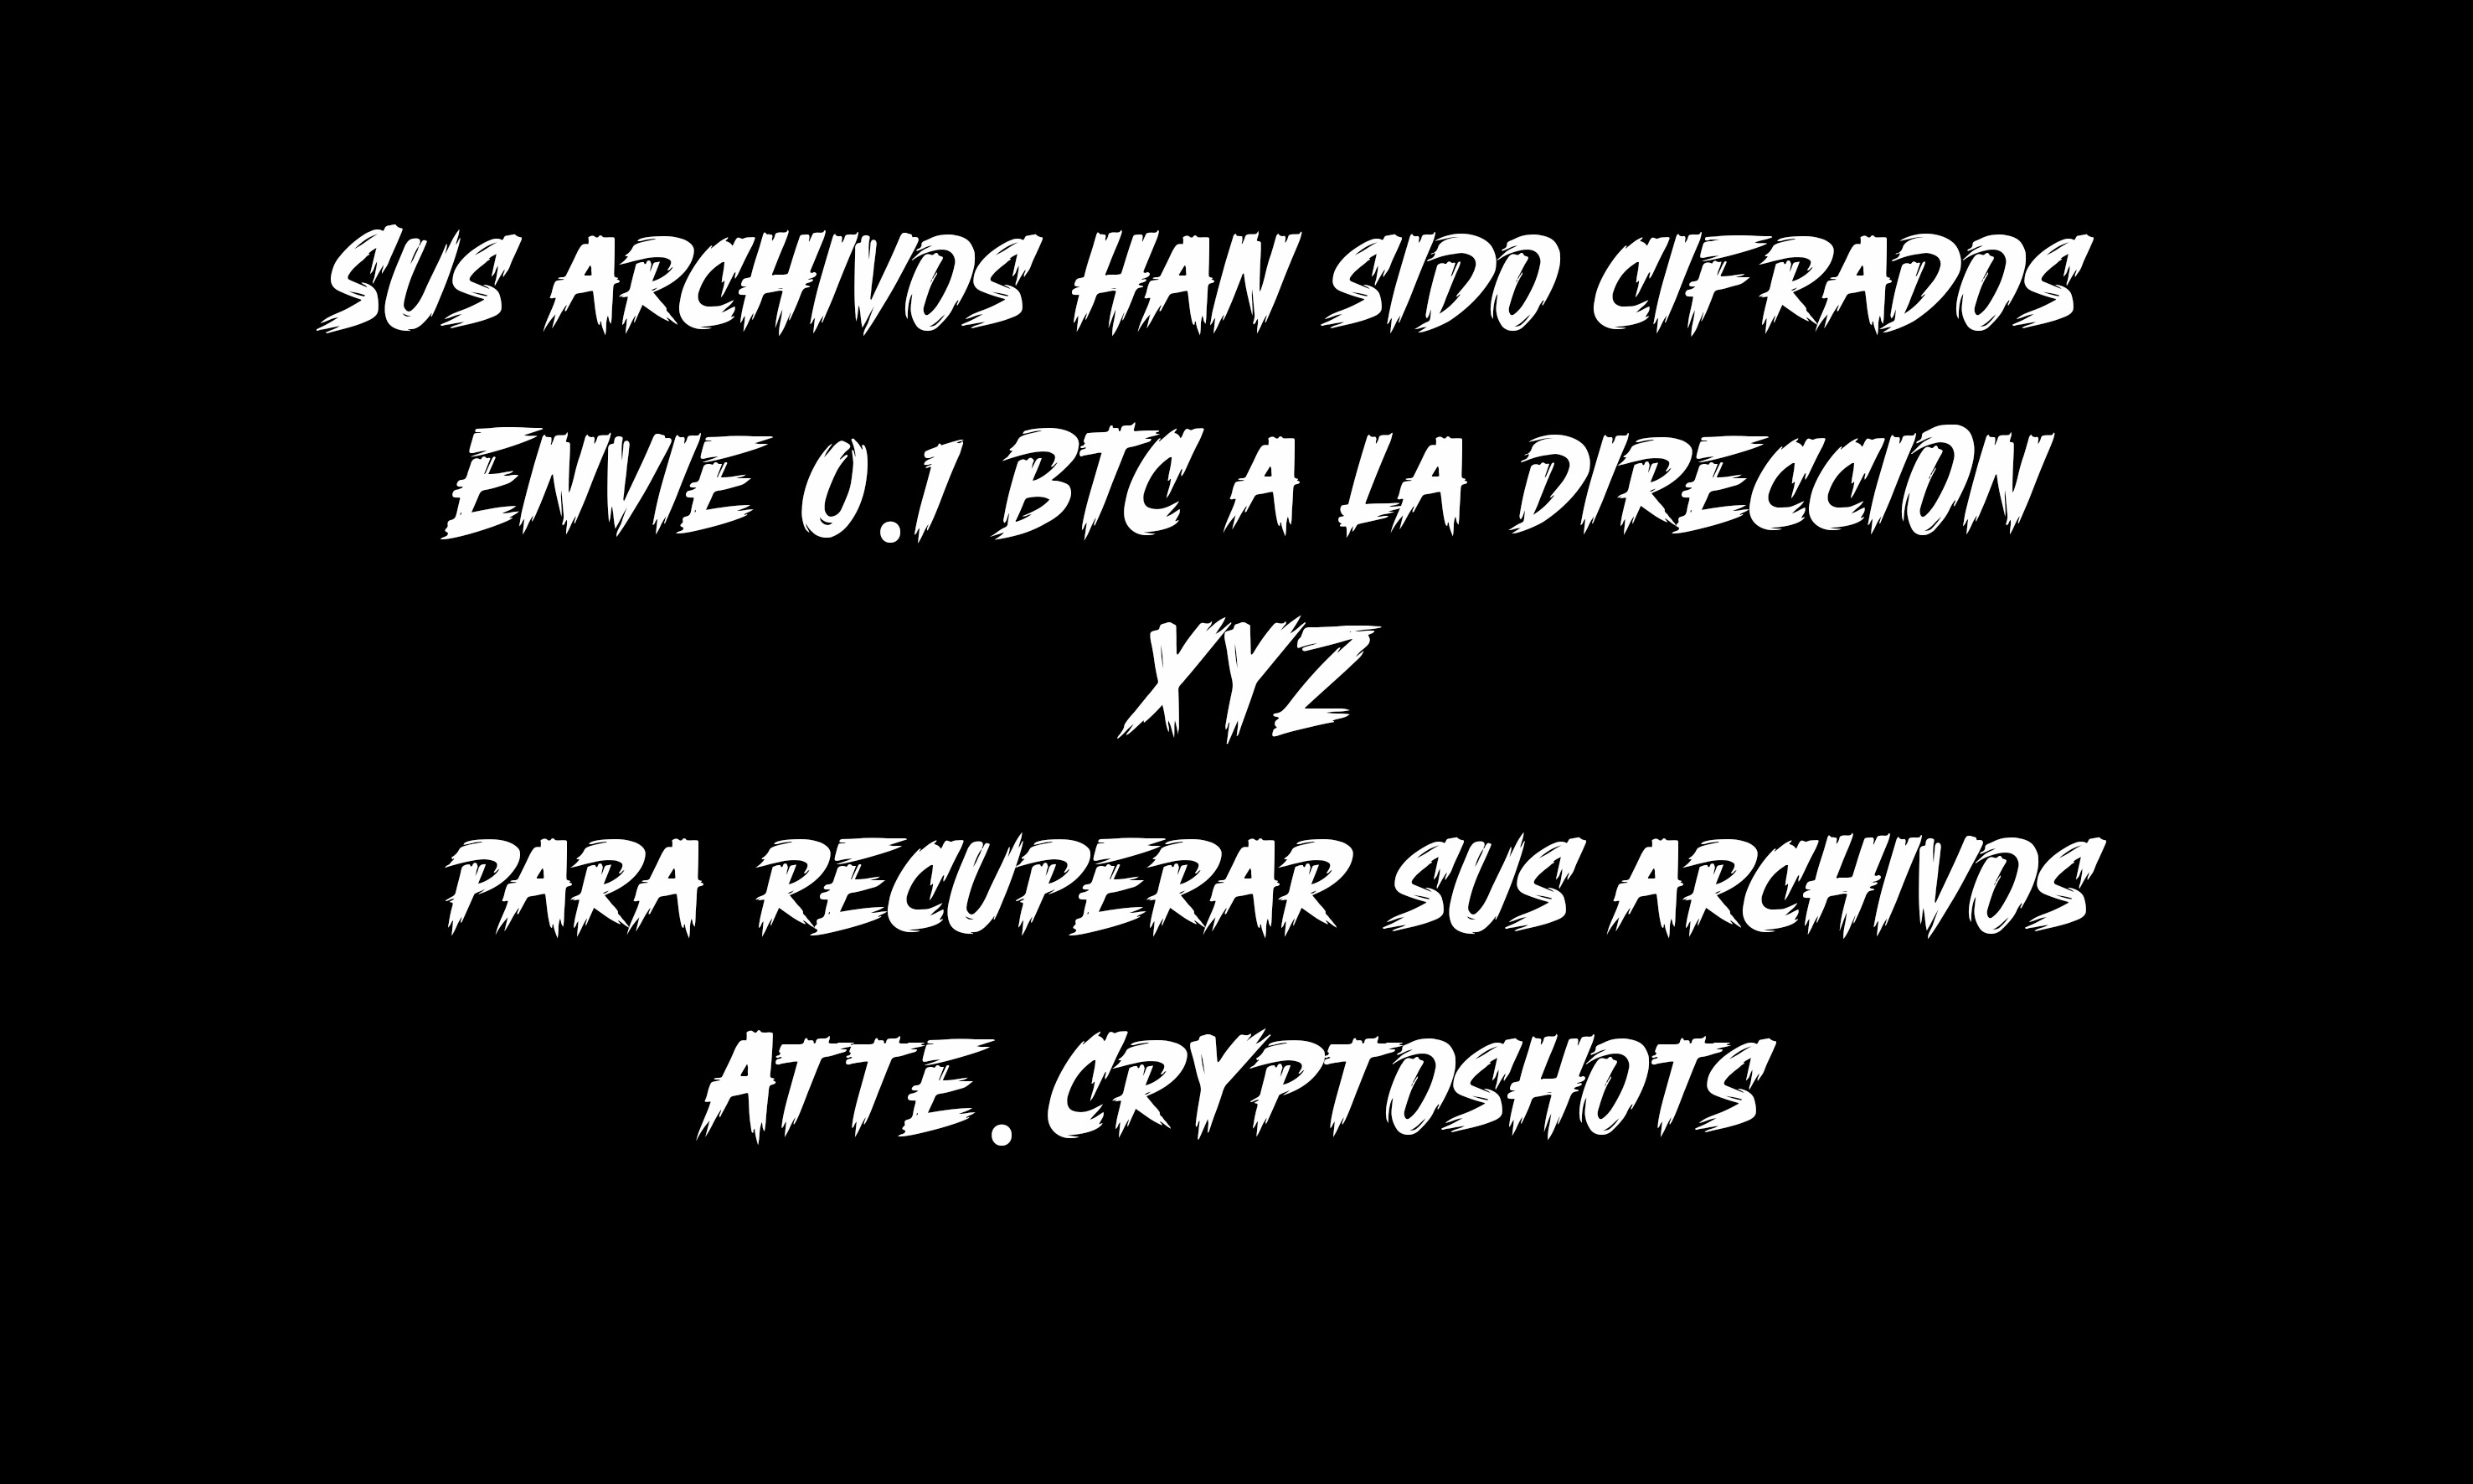 Sus archivos han sido cifrados
Envie 0.1 BTC a la direccion
XYZ
para recuperar sus archivos
Atte. Cryptoshots